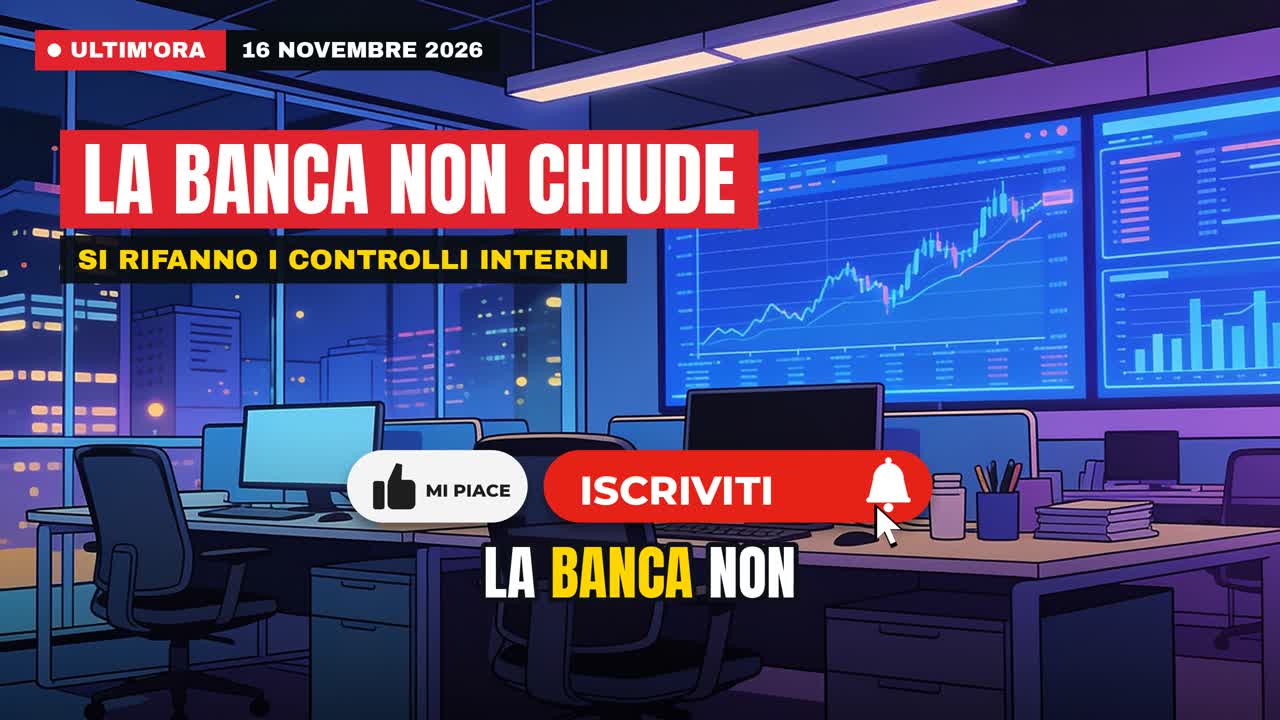 ULTIM'ORA 16 NOVEMBRE 2026
LA BANCA NON CHIUDE
SI RIFANNO I CONTROLLI INTERNI
MI PIACE ISCRIVITI
LA BANCA NON